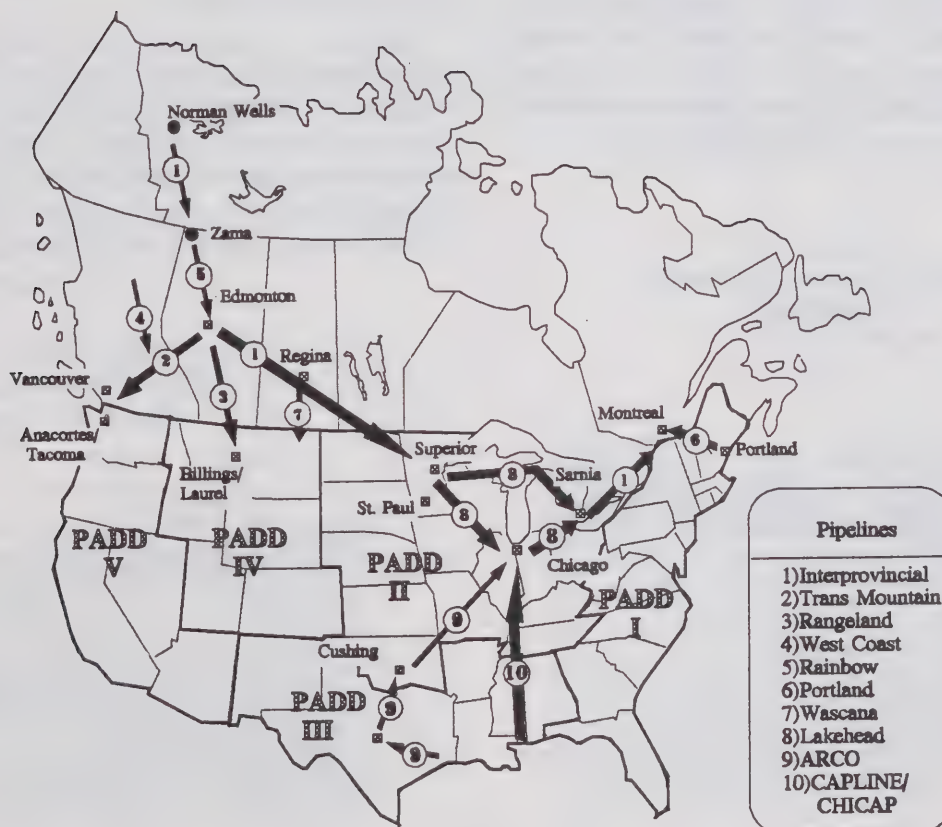 Norman Wells
1
Zama
5
Edmonton
4
1
Regina
2
Vancouver
3
7
Montreal
6
Portland
Anacortes/
Tacoma
Superior
8
Sarnia
1
Billings/
Laurel
St. Paul
8
8
Chicago
PADD
V
PADD
IV
PADD
II
PADD
I
9
Cushing
10
PADD
III
9
9
Pipelines
1)Interprovincial
2)Trans Mountain
3)Rangeland
4)West Coast
5)Rainbow
6)Portland
7)Wascana
8)Lakehead
9)ARCO
10)CAPLINE/
CHICAP